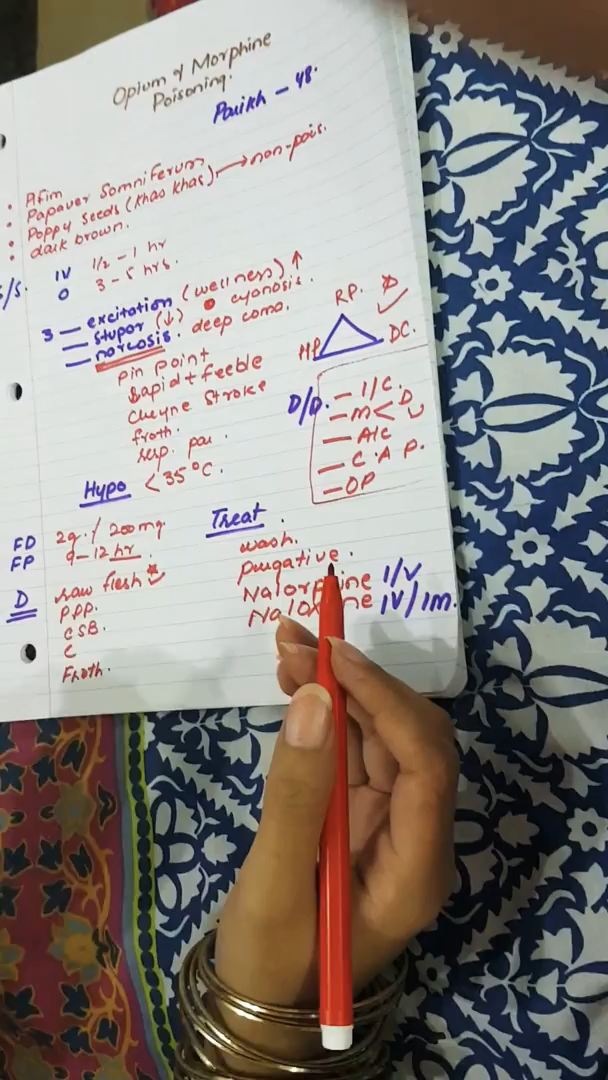 Opium & Morphine
Poisoning.
Parikh - 48.
• Afim
• Papaver Somniferum
• Poppy seeds (khas khas) → non-pois.
• dark brown.
S/S. IV 1/2 - 1 hr
O 3 - 5 hrs.
3 — excitation (wellness) ↑
— stupor (↓) cyonosis.
— narcosis. deep coma.
pin point
Rapid + feeble
Cheyne Stroke
froth.
resp. par.
Hypo < 35°C.
RP.
HP DC.
D/D. — I/C.
— M < D
— A/C
— C. A P.
— OP
FD 2g. / 200mg
FP 9-12 hr
D raw flesh
PPP.
CSB.
C
Froth.
Treat.
wash.
purgative.
Nalorphine I/V
Naloxone IV/IM.